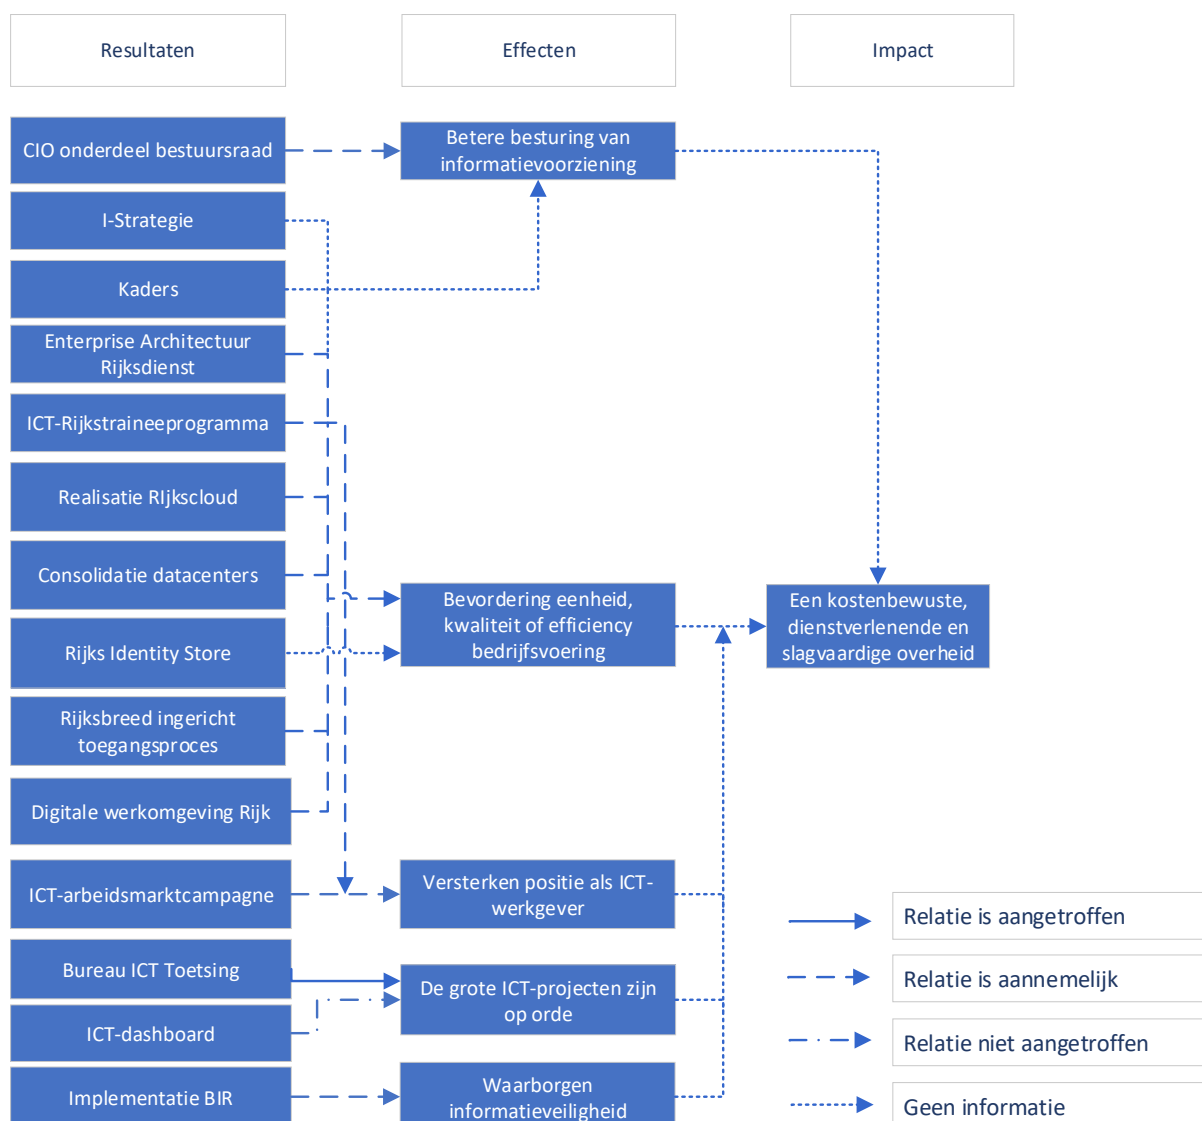 Resultaten
Effecten
Impact
CIO onderdeel bestuursraad
Betere besturing van
informatievoorziening
I-Strategie
Kaders
Enterprise Architectuur
Rijksdienst
ICT-Rijkstraineeprogramma
Realisatie RIjkscloud
Consolidatie datacenters
Bevordering eenheid,
kwaliteit of efficiency
bedrijfsvoering
Een kostenbewuste,
dienstverlenende en
slagvaardige overheid
Rijks Identity Store
Rijksbreed ingericht
toegangsproces
Digitale werkomgeving Rijk
ICT-arbeidsmarktcampagne
Versterken positie als ICT-
werkgever
Bureau ICT Toetsing
De grote ICT-projecten zijn
op orde
ICT-dashboard
Implementatie BIR
Waarborgen
informatieveiligheid
Relatie is aangetroffen
Relatie is aannemelijk
Relatie niet aangetroffen
Geen informatie